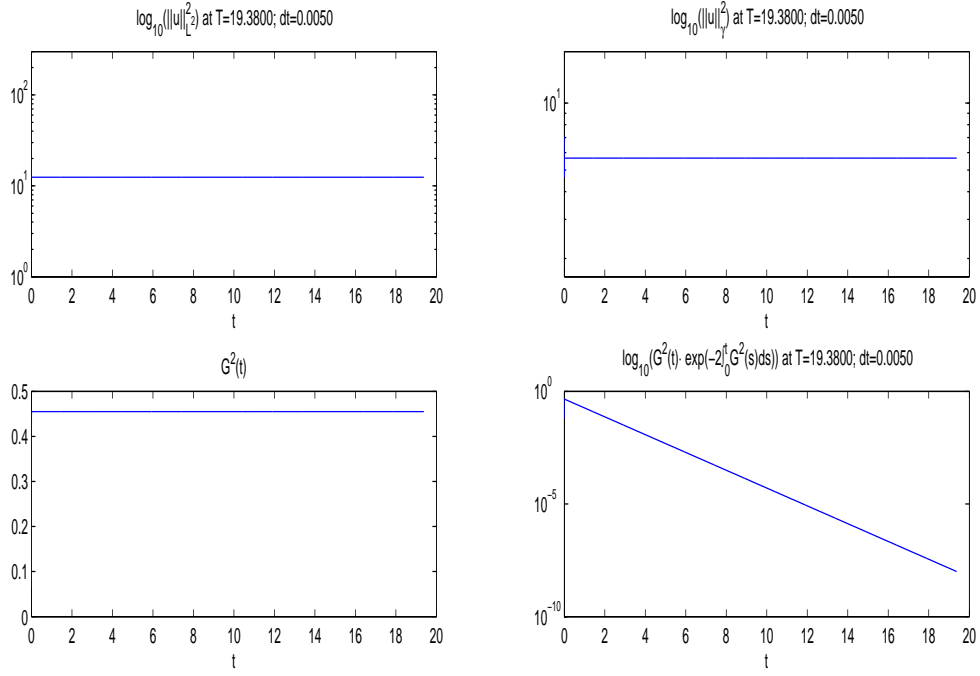 log₁₀(||u||²_L²) at T=19.3800; dt=0.0050
10²
10¹
10⁰
0 2 4 6 8 10 12 14 16 18 20
t
log₁₀(||u||²_γ) at T=19.3800; dt=0.0050
10¹
0 2 4 6 8 10 12 14 16 18 20
t
G²(t)
0.5
0.4
0.3
0.2
0.1
0
0 2 4 6 8 10 12 14 16 18 20
t
log₁₀(G²(t)· exp(-2∫₀ᵗG²(s)ds)) at T=19.3800; dt=0.0050
10⁰
10⁻⁵
10⁻¹⁰
0 2 4 6 8 10 12 14 16 18 20
t